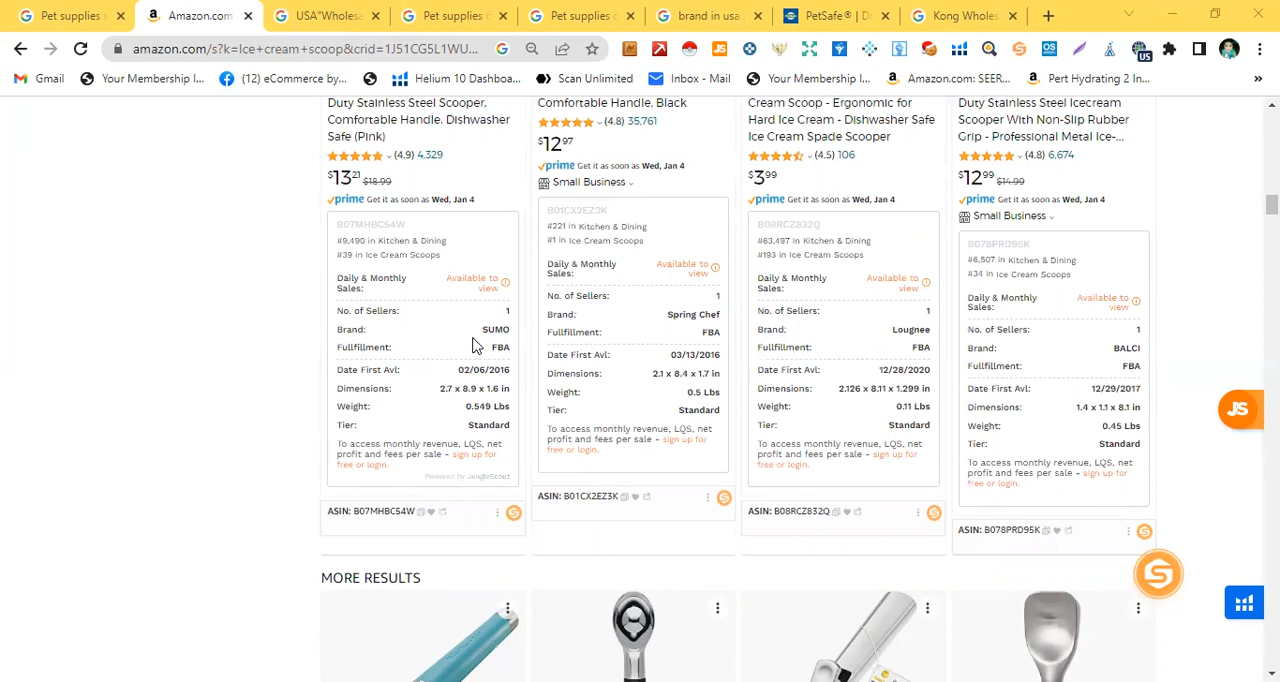 Pet supplies s
Amazon.com
USA"Wholesa
Pet supplies c
Pet supplies c
brand in usa
PetSafe® | Do
Kong Wholes
amazon.com/s?k=Ice+cream+scoop&crid=1J51CG5L1WU...
Gmail
Your Membership I...
(12) eCommerce by...
Helium 10 Dashboa...
Scan Unlimited
Inbox - Mail
Your Membership I...
Amazon.com: SEER...
Pert Hydrating 2 In...
Duty Stainless Steel Scooper,
Comfortable Handle, Dishwasher
Safe (Pink)
(4.9) 4,329
$13²¹ $18.99
prime Get it as soon as Wed, Jan 4
B07MHBC54W
#9,490 in Kitchen & Dining
#39 in Ice Cream Scoops
Daily & Monthly Sales: Available to view
No. of Sellers: 1
Brand: SUMO
Fullfillment: FBA
Date First Avl: 02/06/2016
Dimensions: 2.7 x 8.9 x 1.6 in
Weight: 0.549 Lbs
Tier: Standard
To access monthly revenue, LQS, net
profit and fees per sale - sign up for
free or login.
Powered by JungleScout
ASIN: B07MHBC54W
Comfortable Handle, Black
(4.8) 35,761
$12⁹⁷
prime Get it as soon as Wed, Jan 4
Small Business
B01CX2EZ3K
#221 in Kitchen & Dining
#1 in Ice Cream Scoops
Daily & Monthly Sales: Available to view
No. of Sellers: 1
Brand: Spring Chef
Fullfillment: FBA
Date First Avl: 03/13/2016
Dimensions: 2.1 x 8.4 x 1.7 in
Weight: 0.5 Lbs
Tier: Standard
To access monthly revenue, LQS, net
profit and fees per sale - sign up for
free or login.
ASIN: B01CX2EZ3K
Cream Scoop - Ergonomic for
Hard Ice Cream - Dishwasher Safe
Ice Cream Spade Scooper
(4.5) 106
$3⁹⁹
prime Get it as soon as Wed, Jan 4
B08RCZ832Q
#63,497 in Kitchen & Dining
#193 in Ice Cream Scoops
Daily & Monthly Sales: Available to view
No. of Sellers: 1
Brand: Lougnee
Fullfillment: FBA
Date First Avl: 12/28/2020
Dimensions: 2.126 x 8.11 x 1.299 in
Weight: 0.11 Lbs
Tier: Standard
To access monthly revenue, LQS, net
profit and fees per sale - sign up for
free or login.
ASIN: B08RCZ832Q
Duty Stainless Steel Icecream
Scooper With Non-Slip Rubber
Grip - Professional Metal Ice-...
(4.8) 6,674
$12⁹⁹ $14.99
prime Get it as soon as Wed, Jan 4
Small Business
B078PRD95K
#6,507 in Kitchen & Dining
#34 in Ice Cream Scoops
Daily & Monthly Sales: Available to view
No. of Sellers: 1
Brand: BALCI
Fullfillment: FBA
Date First Avl: 12/29/2017
Dimensions: 1.4 x 1.1 x 8.1 in
Weight: 0.45 Lbs
Tier: Standard
To access monthly revenue, LQS, net
profit and fees per sale - sign up for
free or login.
ASIN: B078PRD95K
MORE RESULTS
JS
JS
OS
US